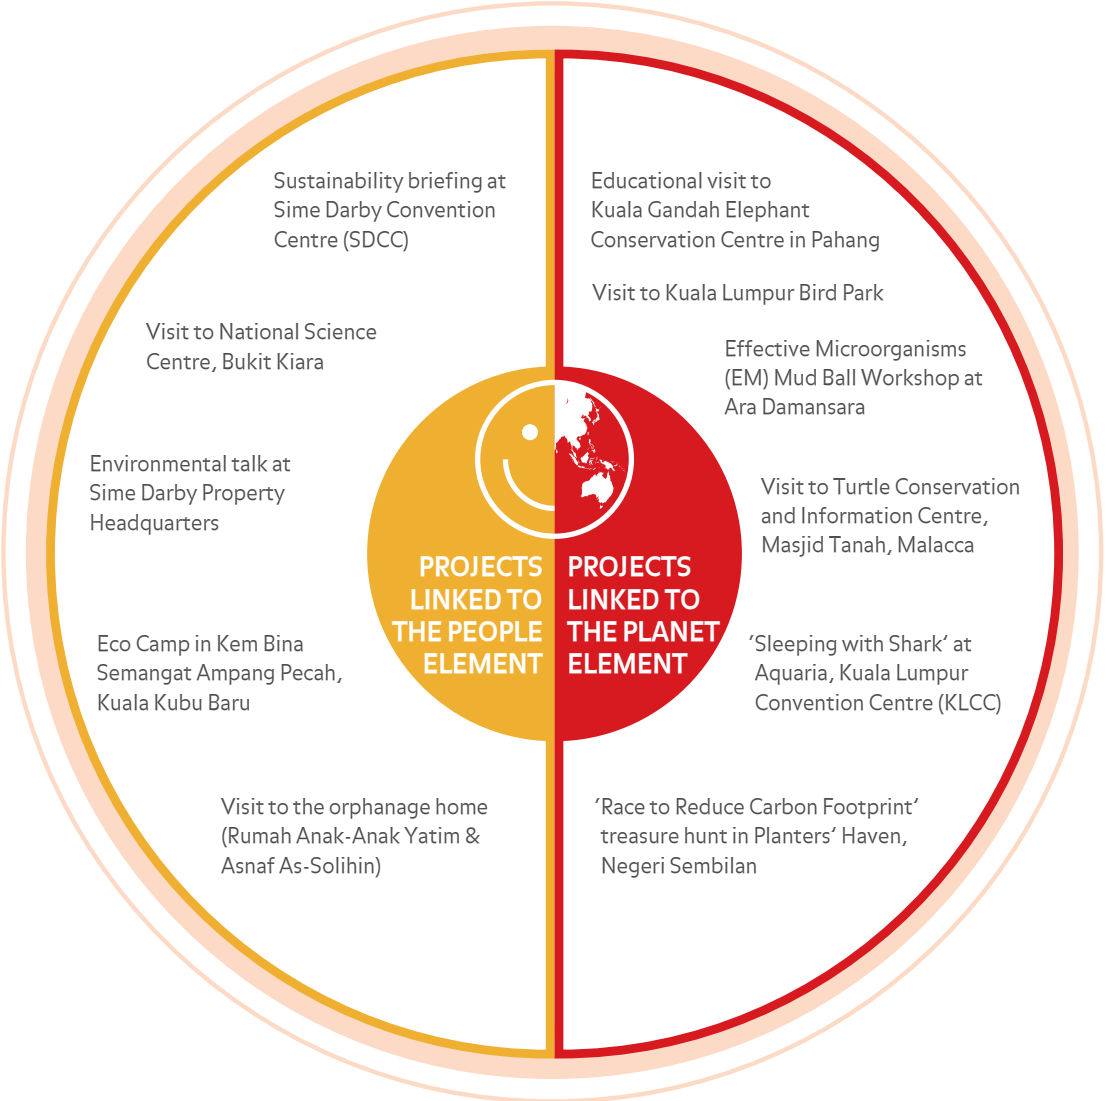 Sustainability briefing at
Sime Darby Convention
Centre (SDCC)
Visit to National Science
Centre, Bukit Kiara
Environmental talk at
Sime Darby Property
Headquarters
Eco Camp in Kem Bina
Semangat Ampang Pecah,
Kuala Kubu Baru
Visit to the orphanage home
(Rumah Anak-Anak Yatim &
Asnaf As-Solihin)
PROJECTS
LINKED TO
THE PEOPLE
ELEMENT
PROJECTS
LINKED TO
THE PLANET
ELEMENT
Educational visit to
Kuala Gandah Elephant
Conservation Centre in Pahang
Visit to Kuala Lumpur Bird Park
Effective Microorganisms
(EM) Mud Ball Workshop at
Ara Damansara
Visit to Turtle Conservation
and Information Centre,
Masjid Tanah, Malacca
‘Sleeping with Shark‘ at
Aquaria, Kuala Lumpur
Convention Centre (KLCC)
‘Race to Reduce Carbon Footprint‘
treasure hunt in Planters‘ Haven,
Negeri Sembilan